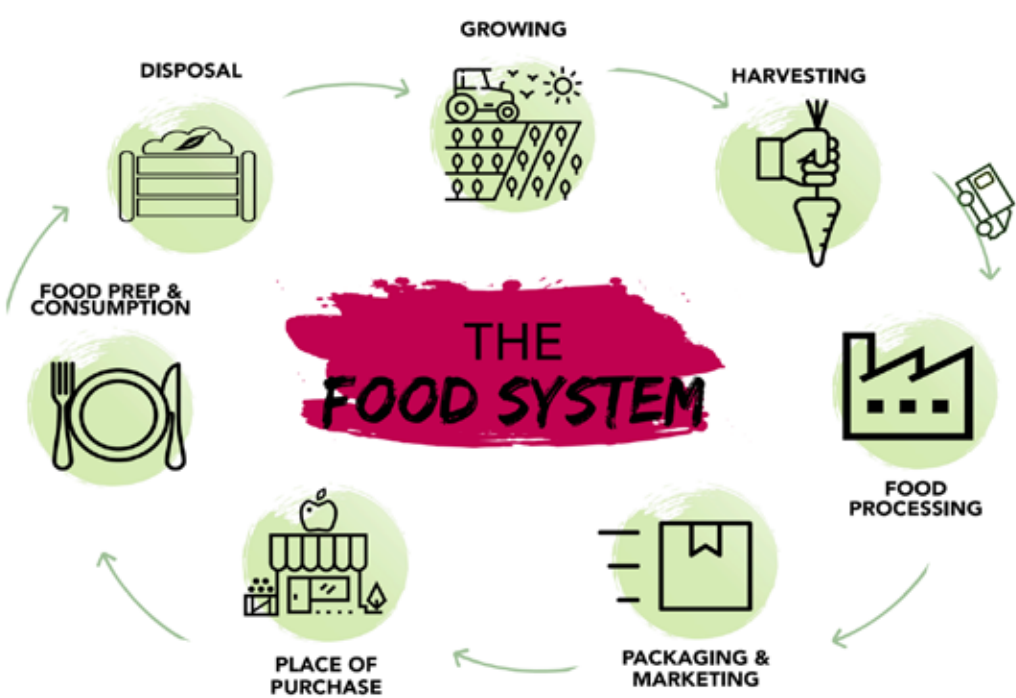 GROWING
DISPOSAL
HARVESTING
FOOD PREP &
CONSUMPTION
THE
FOOD SYSTEM
FOOD
PROCESSING
PLACE OF
PURCHASE
PACKAGING &
MARKETING